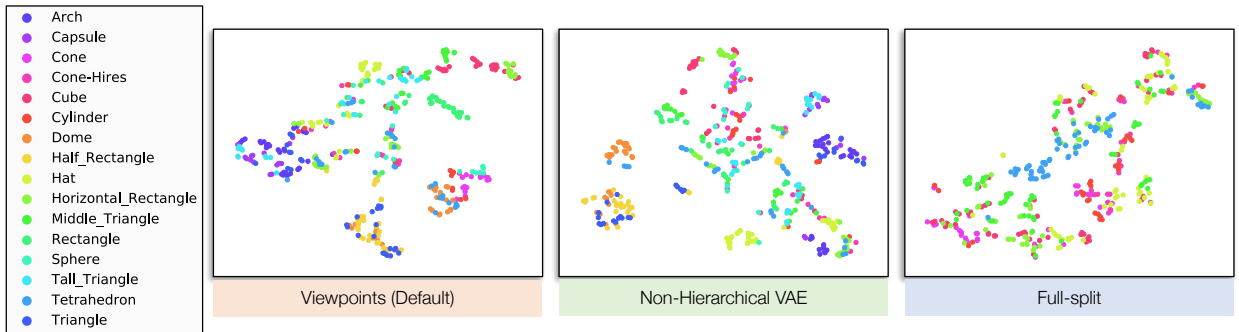 Arch
Capsule
Cone
Cone-Hires
Cube
Cylinder
Dome
Half_Rectangle
Hat
Horizontal_Rectangle
Middle_Triangle
Rectangle
Sphere
Tall_Triangle
Tetrahedron
Triangle
Viewpoints (Default)
Non-Hierarchical VAE
Full-split